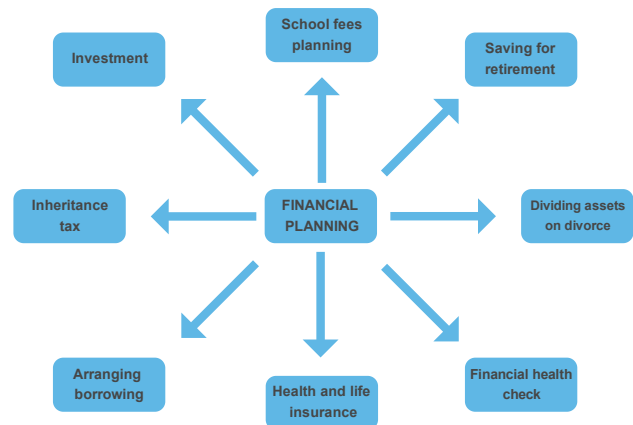 School fees
planning
Investment
Saving for
retirement
Inheritance
tax
FINANCIAL
PLANNING
Dividing assets
on divorce
Arranging
borrowing
Health and life
insurance
Financial health
check